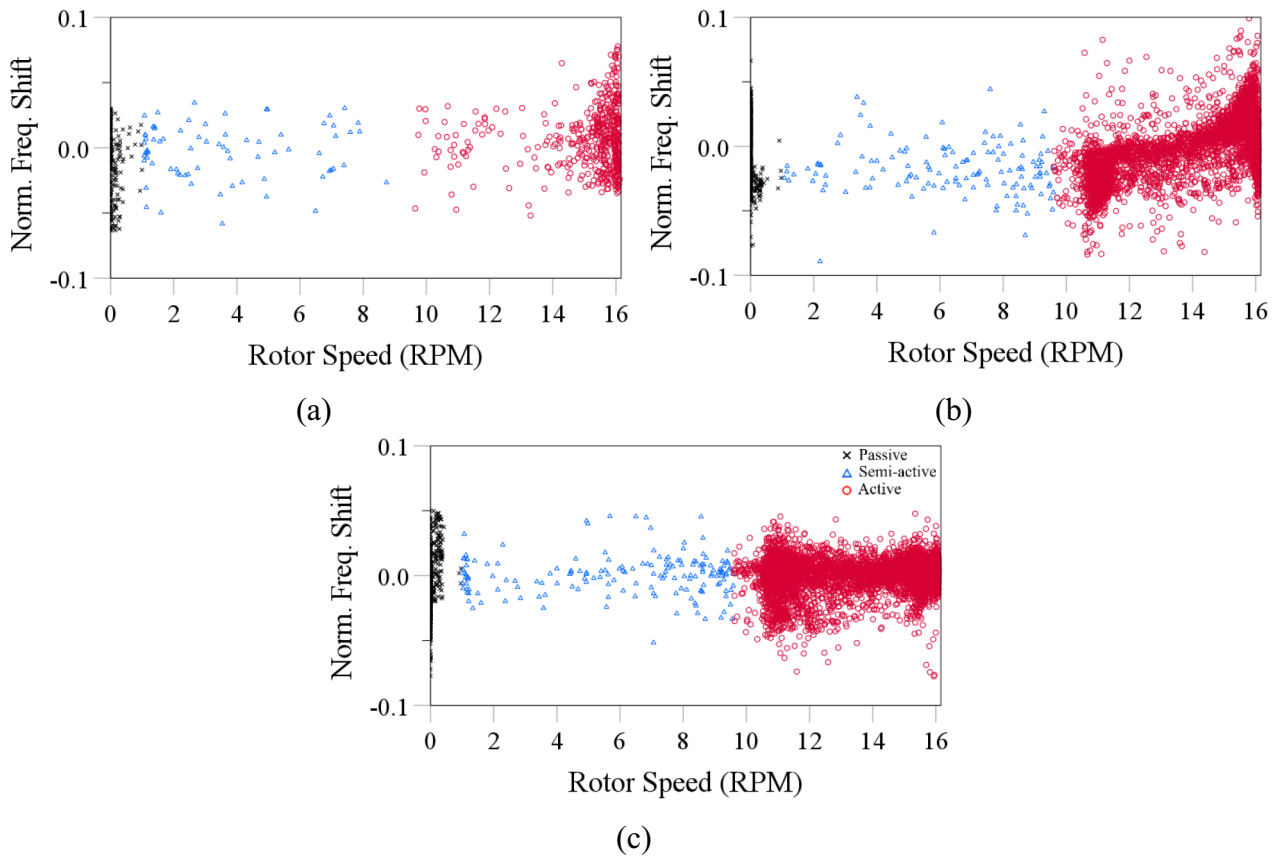 0.1
0.0
-0.1
Norm. Freq. Shift
0 2 4 6 8 10 12 14 16
Rotor Speed (RPM)
(a)
0.1
0.0
-0.1
Norm. Freq. Shift
0 2 4 6 8 10 12 14 16
Rotor Speed (RPM)
(b)
0.1
0.0
-0.1
Norm. Freq. Shift
Passive
Semi-active
Active
0 2 4 6 8 10 12 14 16
Rotor Speed (RPM)
(c)